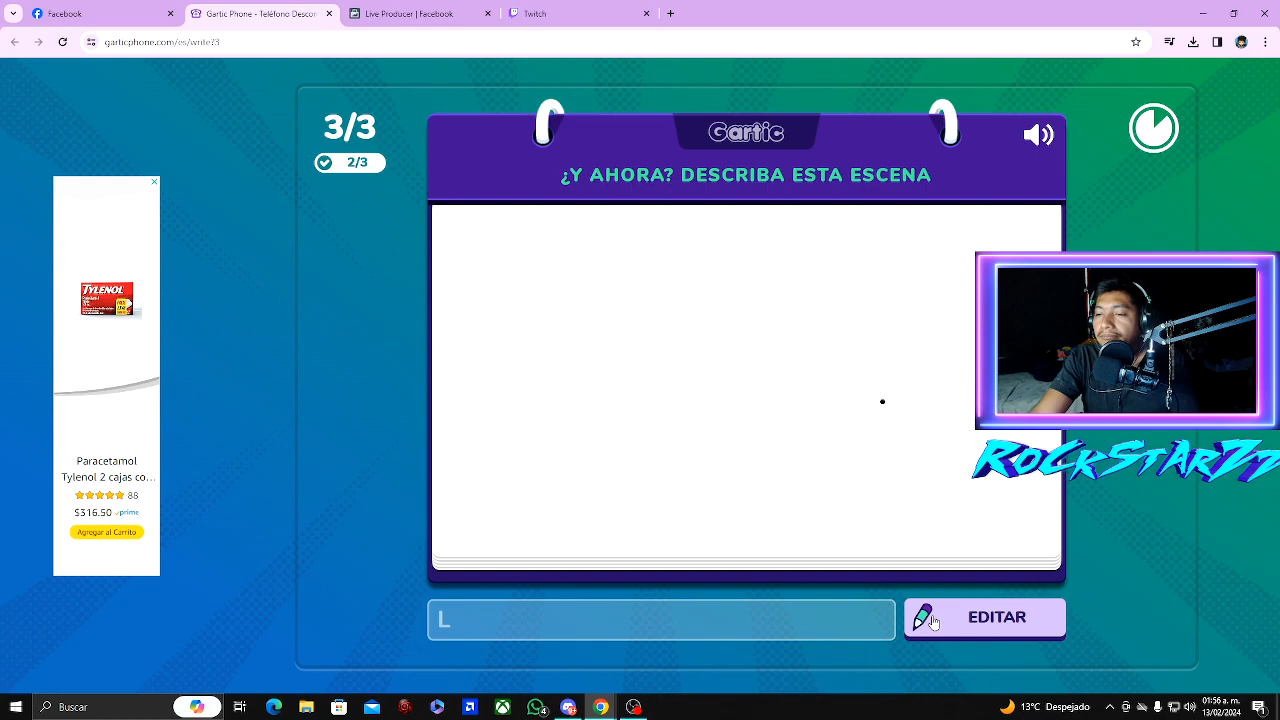 Facebook
Gartic Phone - Teléfono Descor
Live Producer | Facebook
Twitch
garticphone.com/es/write?3
3/3
2/3
Gartic
¿Y AHORA? DESCRIBA ESTA ESCENA
TYLENOL
Paracetamol
Tylenol 2 cajas co...
88
$316.50 prime
Agregar al Carrito
RoCkSTaRZz
L
EDITAR
Buscar
4
13°C Despejado
01:56 a. m.
13/02/2024